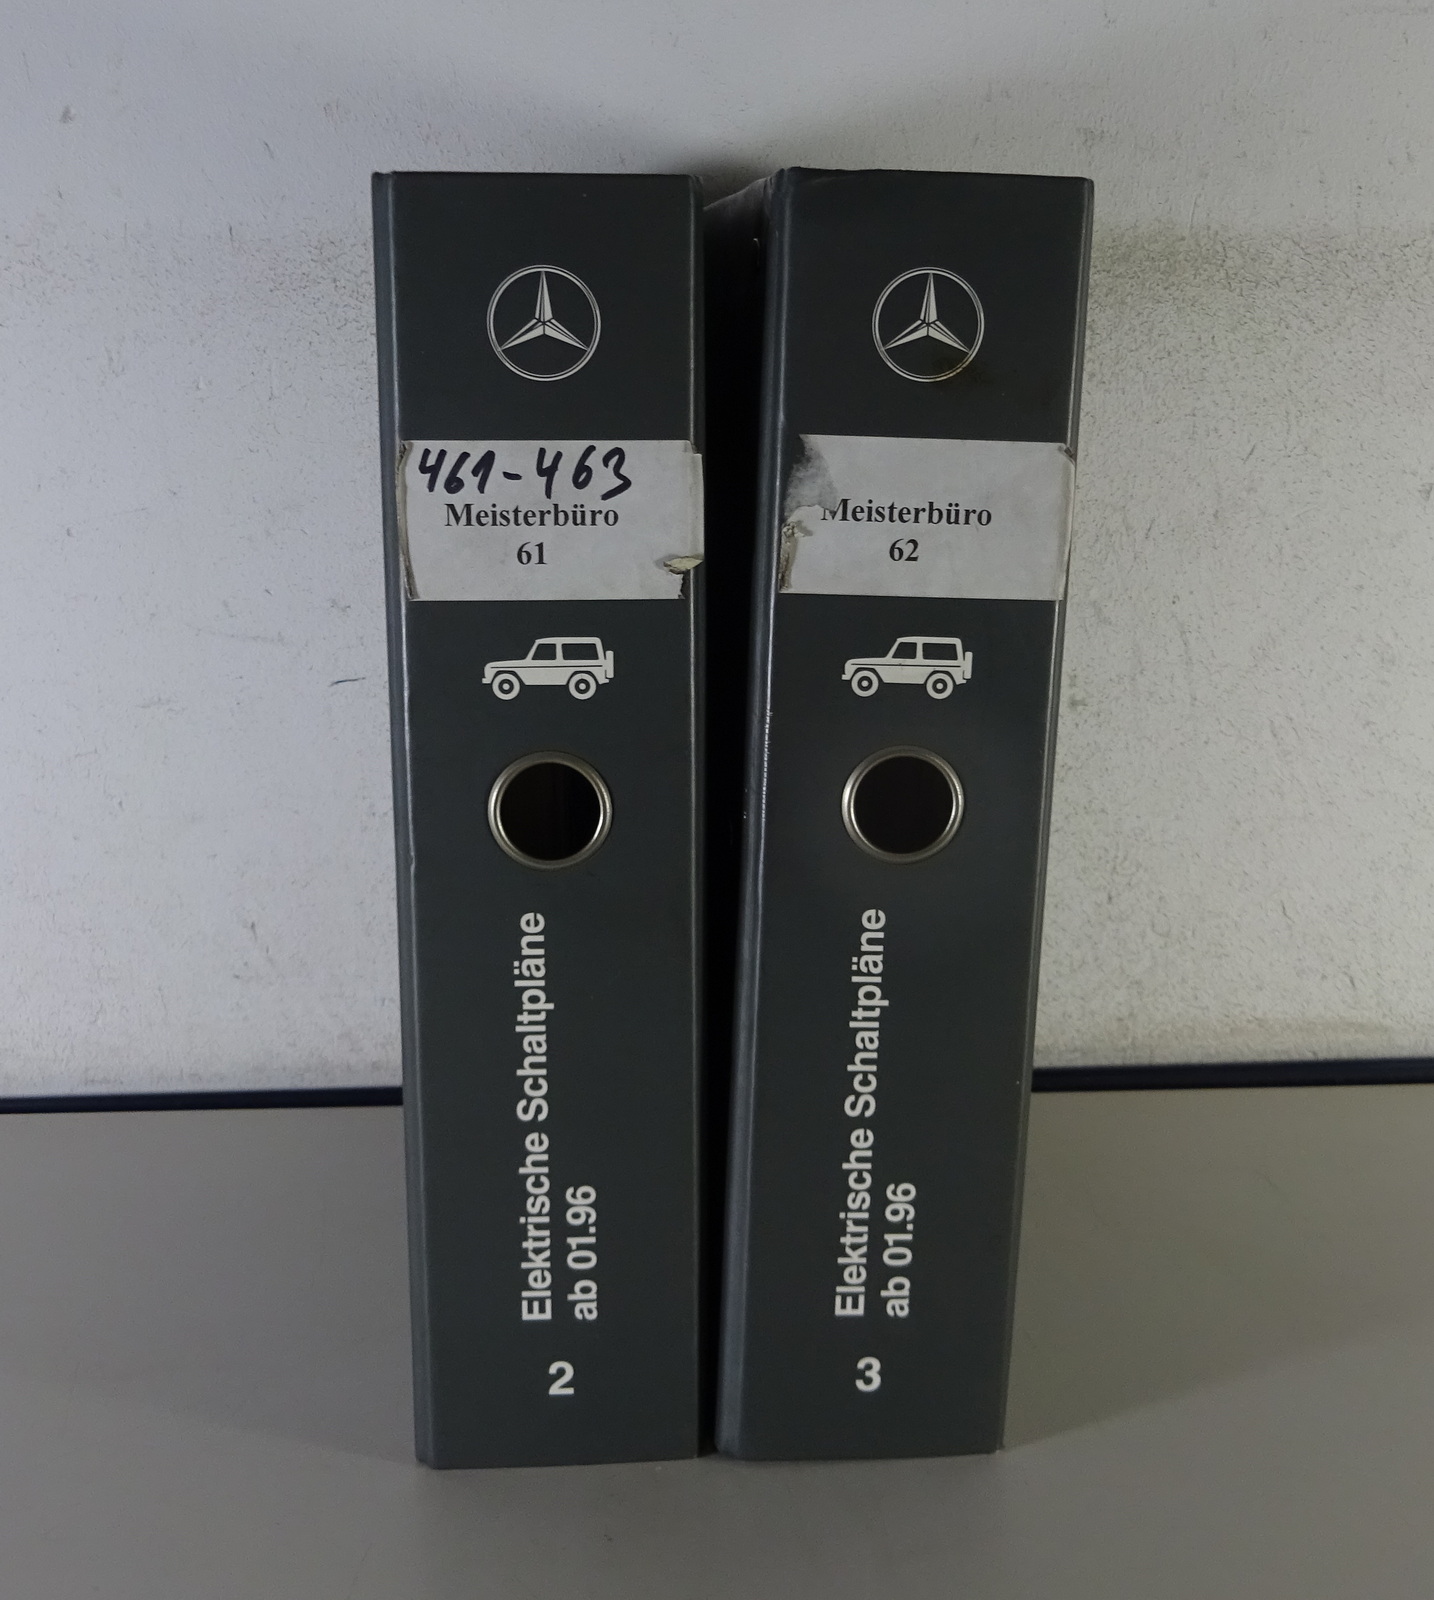 461-463
Meisterbüro
61
Elektrische Schaltpläne
ab 01.96
2
Meisterbüro
62
Elektrische Schaltpläne
ab 01.96
3